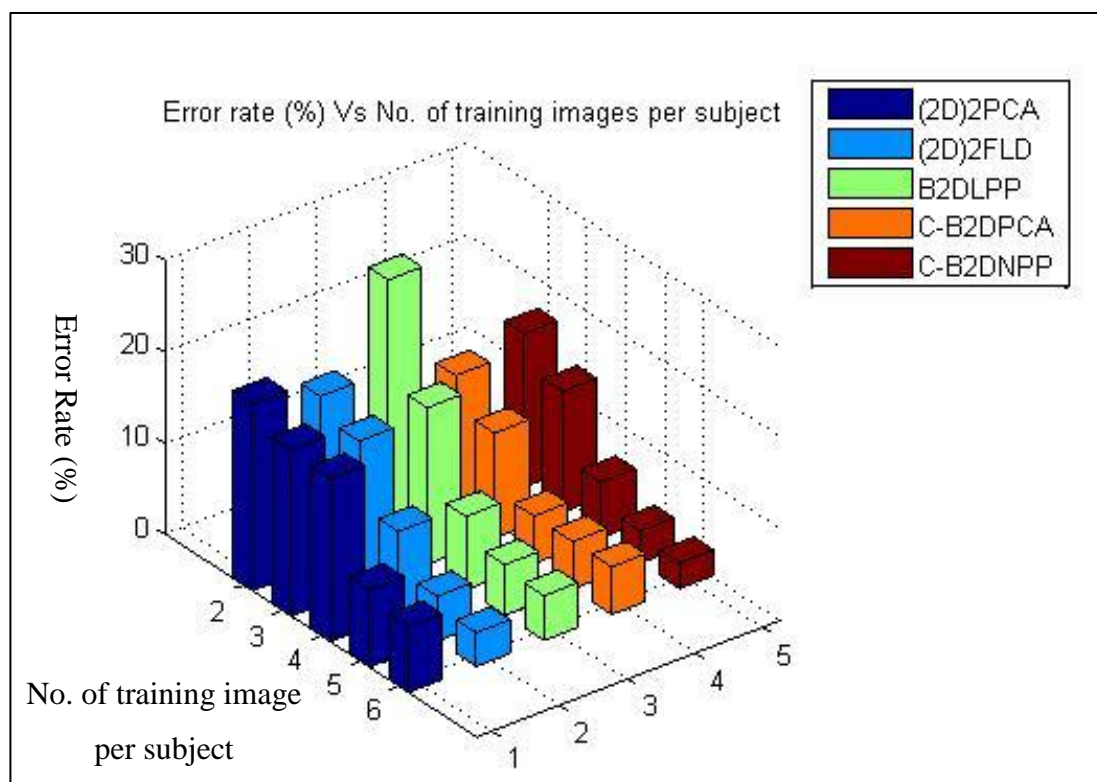 Error rate (%) Vs No. of training images per subject
(2D)2PCA
(2D)2FLD
B2DLPP
C-B2DPCA
C-B2DNPP
30
20
10
0
Error Rate (%)
2
3
4
5
6
1
2
3
4
5
No. of training image
per subject